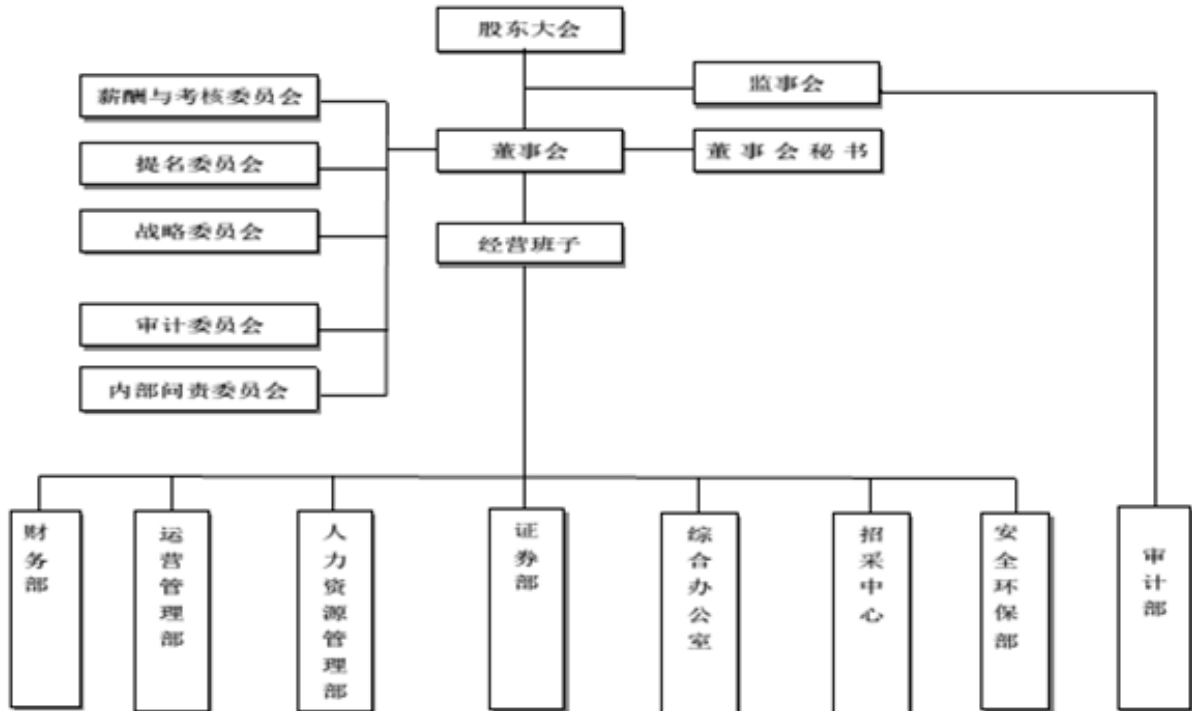 股东大会
监事会
薪酬与考核委员会
董事会
董事会秘书
提名委员会
战略委员会
经营班子
审计委员会
内部问责委员会
财务部
运营管理部
人力资源管理部
证券部
综合办公室
招采中心
安全环保部
审计部